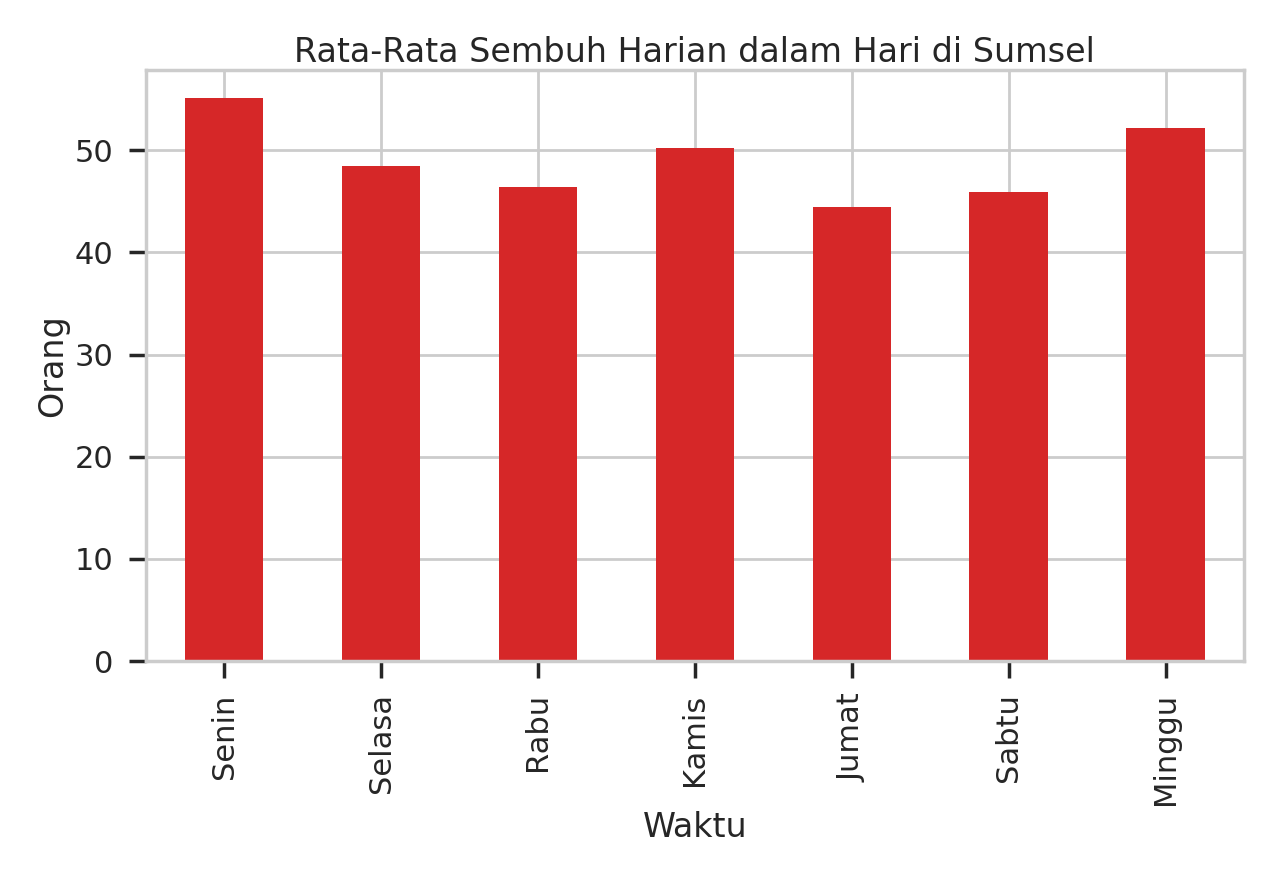 Rata-Rata Sembuh Harian dalam Hari di Sumsel
Orang
50
40
30
20
10
0
Senin
Selasa
Rabu
Kamis
Jumat
Sabtu
Minggu
Waktu